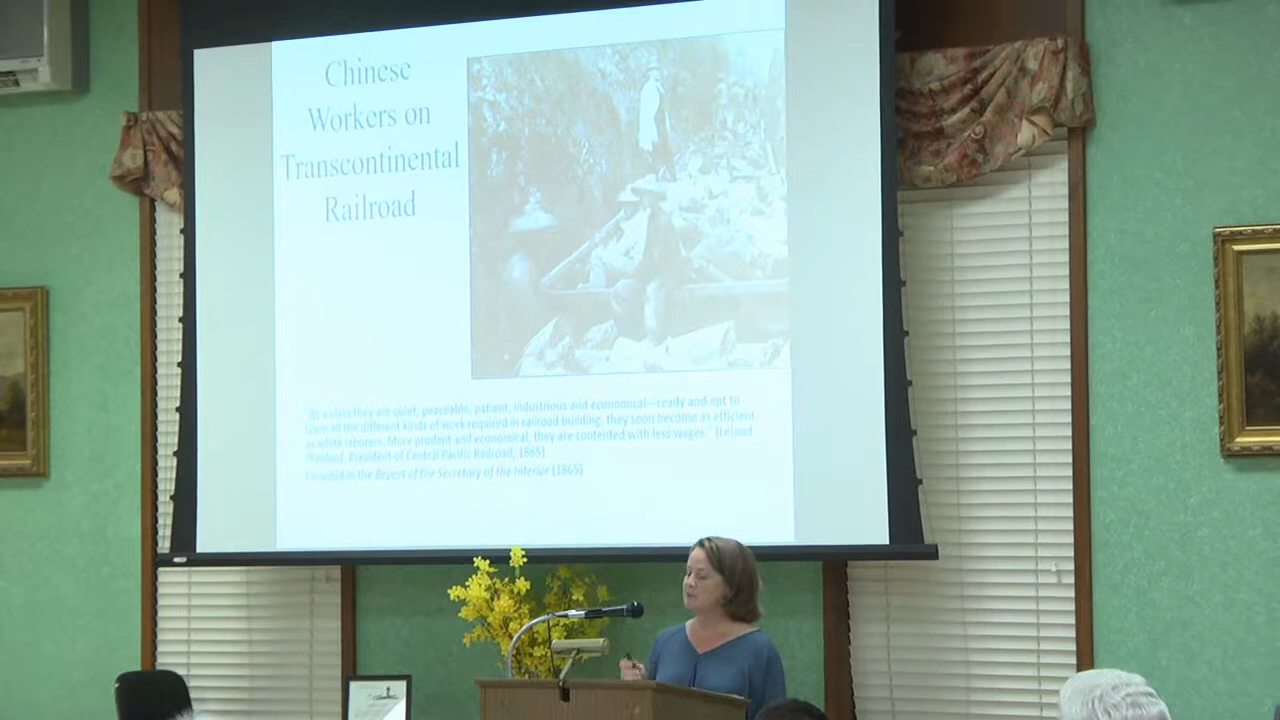 Chinese
Workers on
Transcontinental
Railroad
"As a class they are quiet, peaceable, patient, industrious and economical—ready and apt to
learn all the different kinds of work required in railroad building, they soon become as efficient
as white laborers. More prudent and economical, they are contented with less wages." [Leland
Stanford, President of Central Pacific Railroad, 1865]
Included in the Report of the Secretary of the Interior (1865)